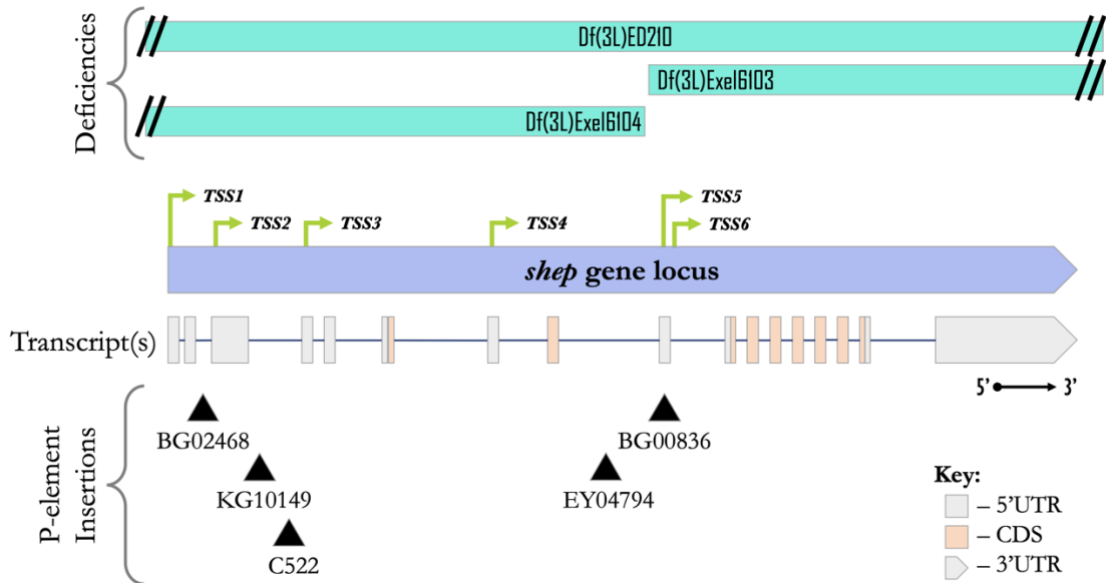 Deficiencies
Df(3L)ED210
Df(3L)Exel6103
Df(3L)Exel6104
TSS1
TSS2
TSS3
TSS4
TSS5
TSS6
shep gene locus
Transcript(s)
5' 3'
P-element
Insertions
BG02468
KG10149
C522
BG00836
EY04794
Key:
– 5'UTR
– CDS
– 3'UTR